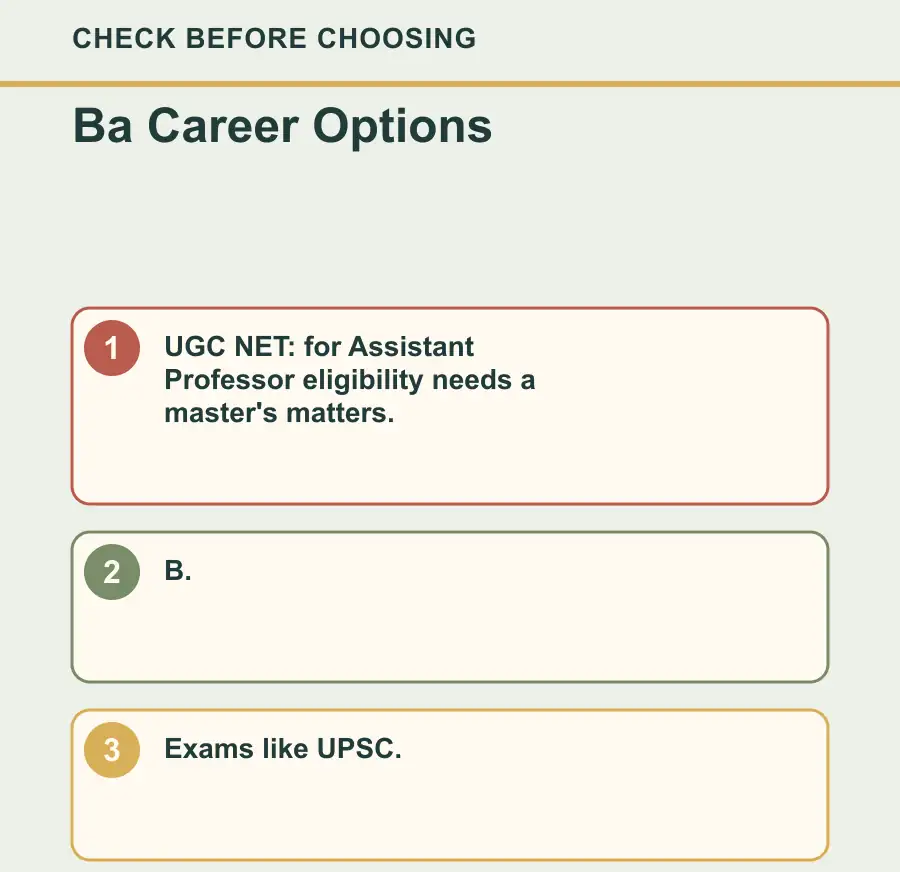 CHECK BEFORE CHOOSING
Ba Career Options
1
UGC NET: for Assistant
Professor eligibility needs a
master's matters.
2
B.
3
Exams like UPSC.